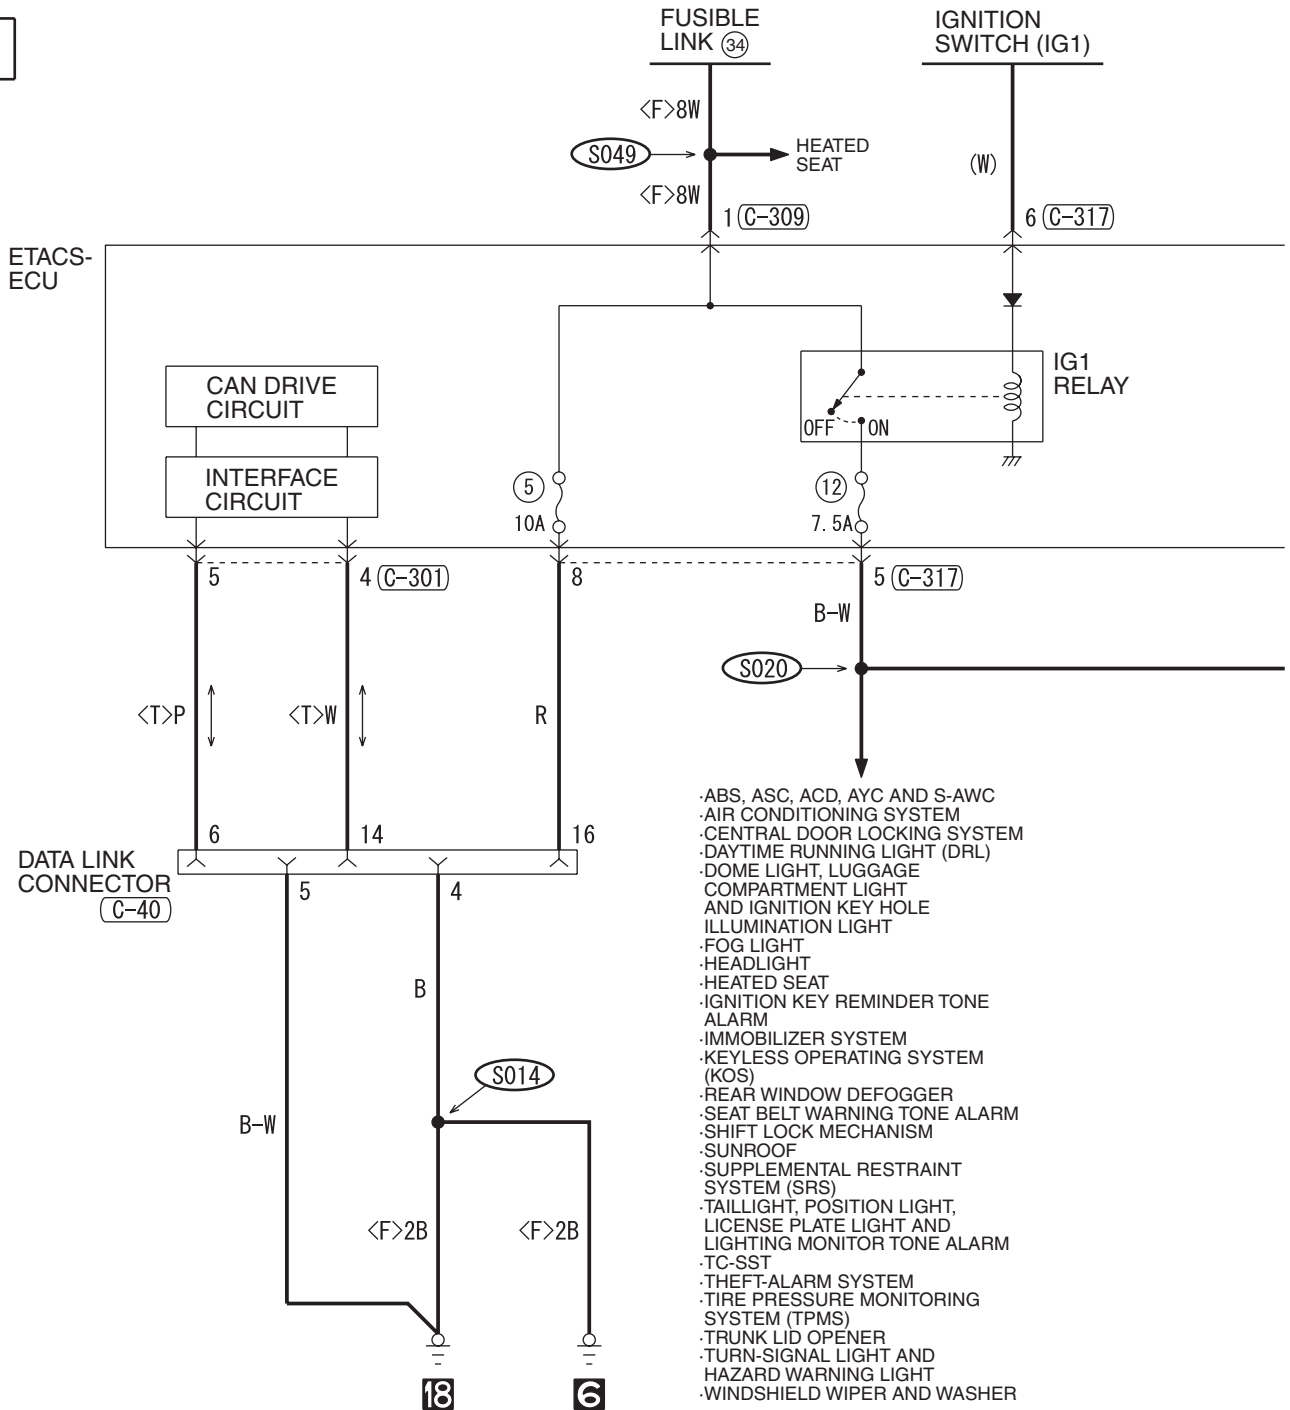 FUSIBLE
LINK 34
IGNITION
SWITCH (IG1)
<F>8W
S049
HEATED
SEAT
(W)
<F>8W
1 C-309
6 C-317
ETACS-
ECU
CAN DRIVE
CIRCUIT
IG1
RELAY
OFF
ON
INTERFACE
CIRCUIT
5
10A
12
7.5A
5
4 C-301
8
5 C-317
B-W
S020
<T>P
<T>W
R
6
14
16
DATA LINK
CONNECTOR
C-40
5
4
B
S014
B-W
<F>2B
<F>2B
18
6
·ABS, ASC, ACD, AYC AND S-AWC
·AIR CONDITIONING SYSTEM
·CENTRAL DOOR LOCKING SYSTEM
·DAYTIME RUNNING LIGHT (DRL)
·DOME LIGHT, LUGGAGE
COMPARTMENT LIGHT
AND IGNITION KEY HOLE
ILLUMINATION LIGHT
·FOG LIGHT
·HEADLIGHT
·HEATED SEAT
·IGNITION KEY REMINDER TONE
ALARM
·IMMOBILIZER SYSTEM
·KEYLESS OPERATING SYSTEM
(KOS)
·REAR WINDOW DEFOGGER
·SEAT BELT WARNING TONE ALARM
·SHIFT LOCK MECHANISM
·SUNROOF
·SUPPLEMENTAL RESTRAINT
SYSTEM (SRS)
·TAILLIGHT, POSITION LIGHT,
LICENSE PLATE LIGHT AND
LIGHTING MONITOR TONE ALARM
·TC-SST
·THEFT-ALARM SYSTEM
·TIRE PRESSURE MONITORING
SYSTEM (TPMS)
·TRUNK LID OPENER
·TURN-SIGNAL LIGHT AND
HAZARD WARNING LIGHT
·WINDSHIELD WIPER AND WASHER